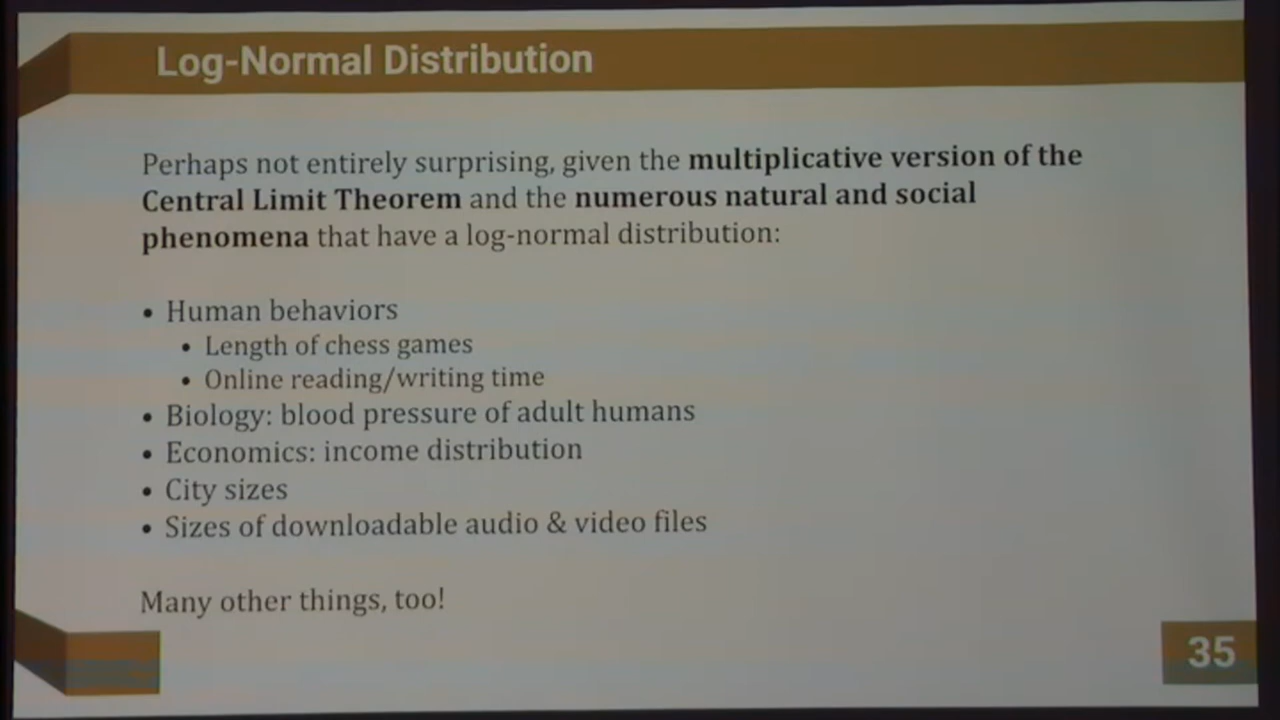 Log-Normal Distribution
Perhaps not entirely surprising, given the multiplicative version of the
Central Limit Theorem and the numerous natural and social
phenomena that have a log-normal distribution:
• Human behaviors
• Length of chess games
• Online reading/writing time
• Biology: blood pressure of adult humans
• Economics: income distribution
• City sizes
• Sizes of downloadable audio & video files
Many other things, too!
35